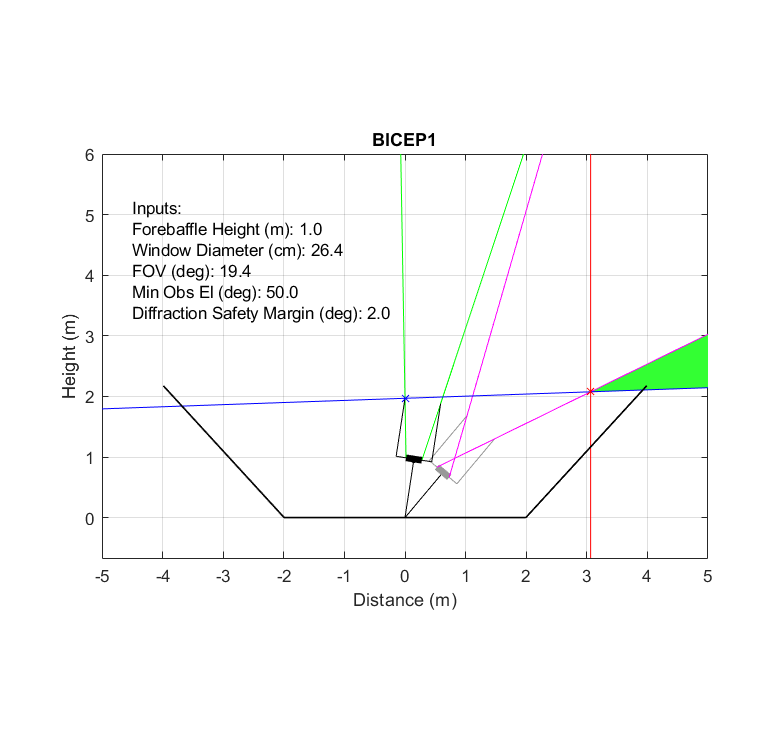 BICEP1
Inputs:
Forebaffle Height (m): 1.0
Window Diameter (cm): 26.4
FOV (deg): 19.4
Min Obs El (deg): 50.0
Diffraction Safety Margin (deg): 2.0
Height (m)
6
5
4
3
2
1
0
-5 -4 -3 -2 -1 0 1 2 3 4 5
Distance (m)